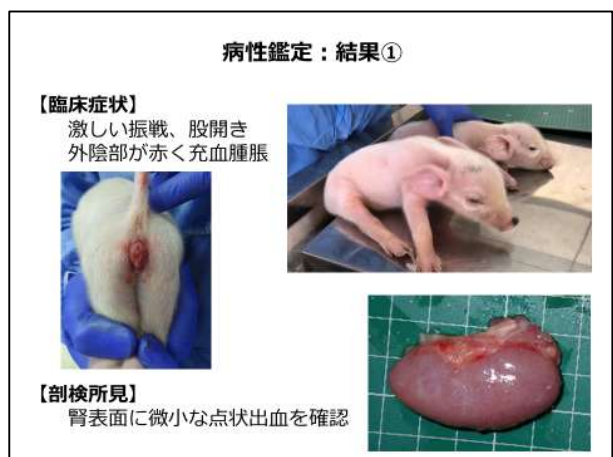 病性鑑定：結果①
【臨床症状】
激しい振戦、股開き
外陰部が赤く充血腫脹
【剖検所見】
腎表面に微小な点状出血を確認